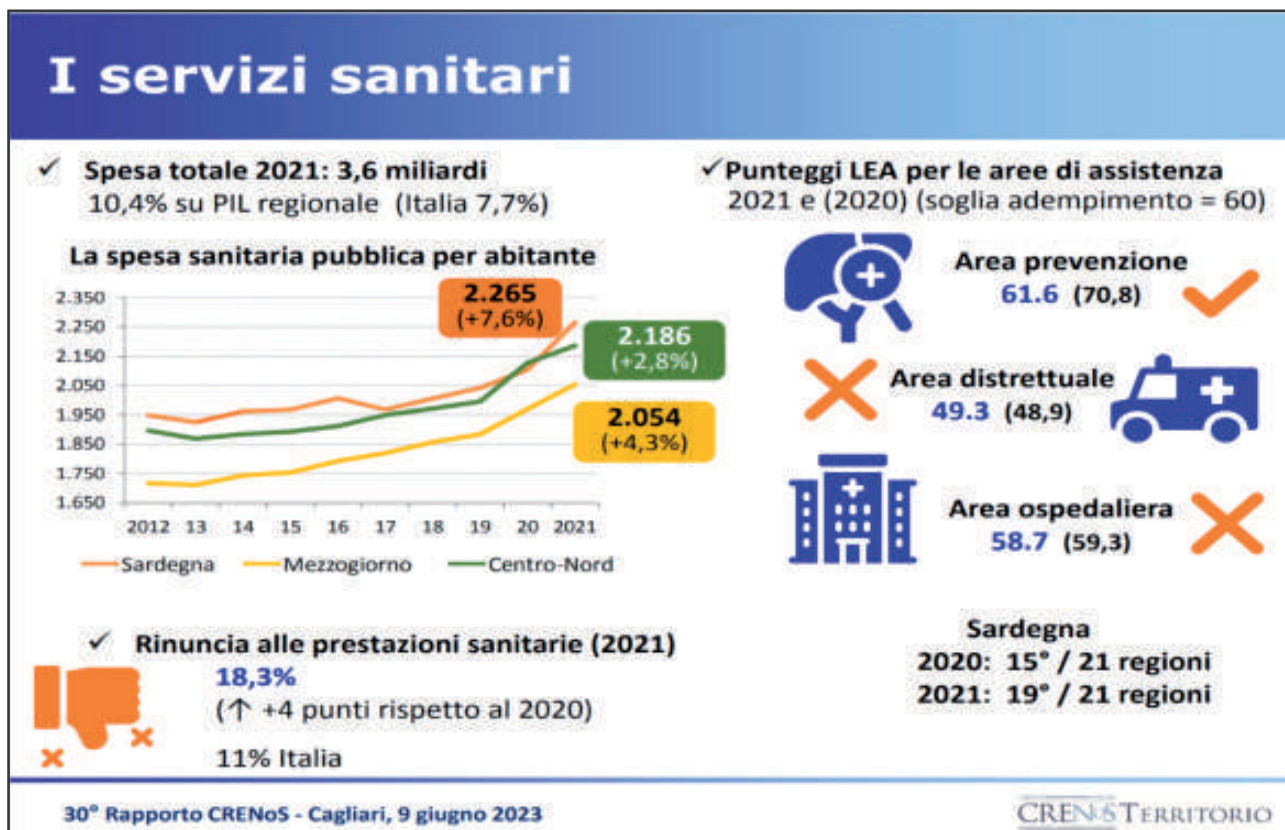 I servizi sanitari
✓ Spesa totale 2021: 3,6 miliardi
10,4% su PIL regionale (Italia 7,7%)
La spesa sanitaria pubblica per abitante
2.350
2.250
2.150
2.050
1.950
1.850
1.750
1.650
2012 13 14 15 16 17 18 19 20 2021
2.265
(+7,6%)
2.186
(+2,8%)
2.054
(+4,3%)
Sardegna Mezzogiorno Centro-Nord
✓ Rinuncia alle prestazioni sanitarie (2021)
18,3%
(↑ +4 punti rispetto al 2020)
11% Italia
✓ Punteggi LEA per le aree di assistenza
2021 e (2020) (soglia adempimento = 60)
Area prevenzione
61.6 (70,8)
Area distrettuale
49.3 (48,9)
Area ospedaliera
58.7 (59,3)
Sardegna
2020: 15° / 21 regioni
2021: 19° / 21 regioni
30° Rapporto CRENoS - Cagliari, 9 giugno 2023
CRENoS TERRITORIO